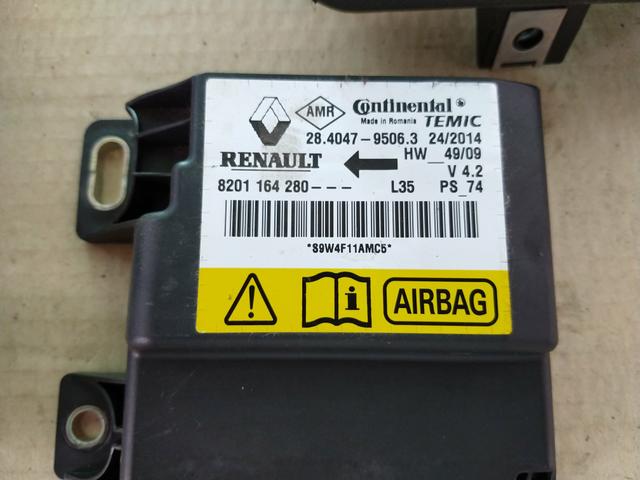 AMR Continental
Made in Romania TEMIC
28.4047-9506.3 24/2014
RENAULT HW_49/09
V 4.2
8201 164 280--- L35 PS_74
*S9W4F11AMC5*
AIRBAG